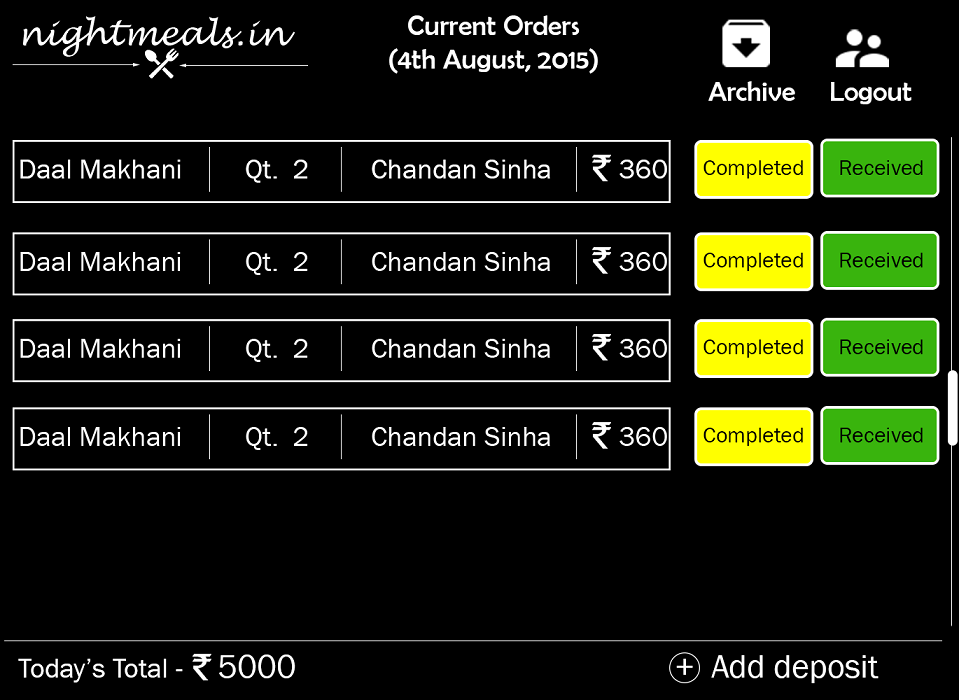 nightmeals.in
Current Orders
(4th August, 2015)
Archive
Logout
Daal Makhani Qt. 2 Chandan Sinha ₹ 360 Completed Received
Daal Makhani Qt. 2 Chandan Sinha ₹ 360 Completed Received
Daal Makhani Qt. 2 Chandan Sinha ₹ 360 Completed Received
Daal Makhani Qt. 2 Chandan Sinha ₹ 360 Completed Received
Today's Total - ₹ 5000
Add deposit